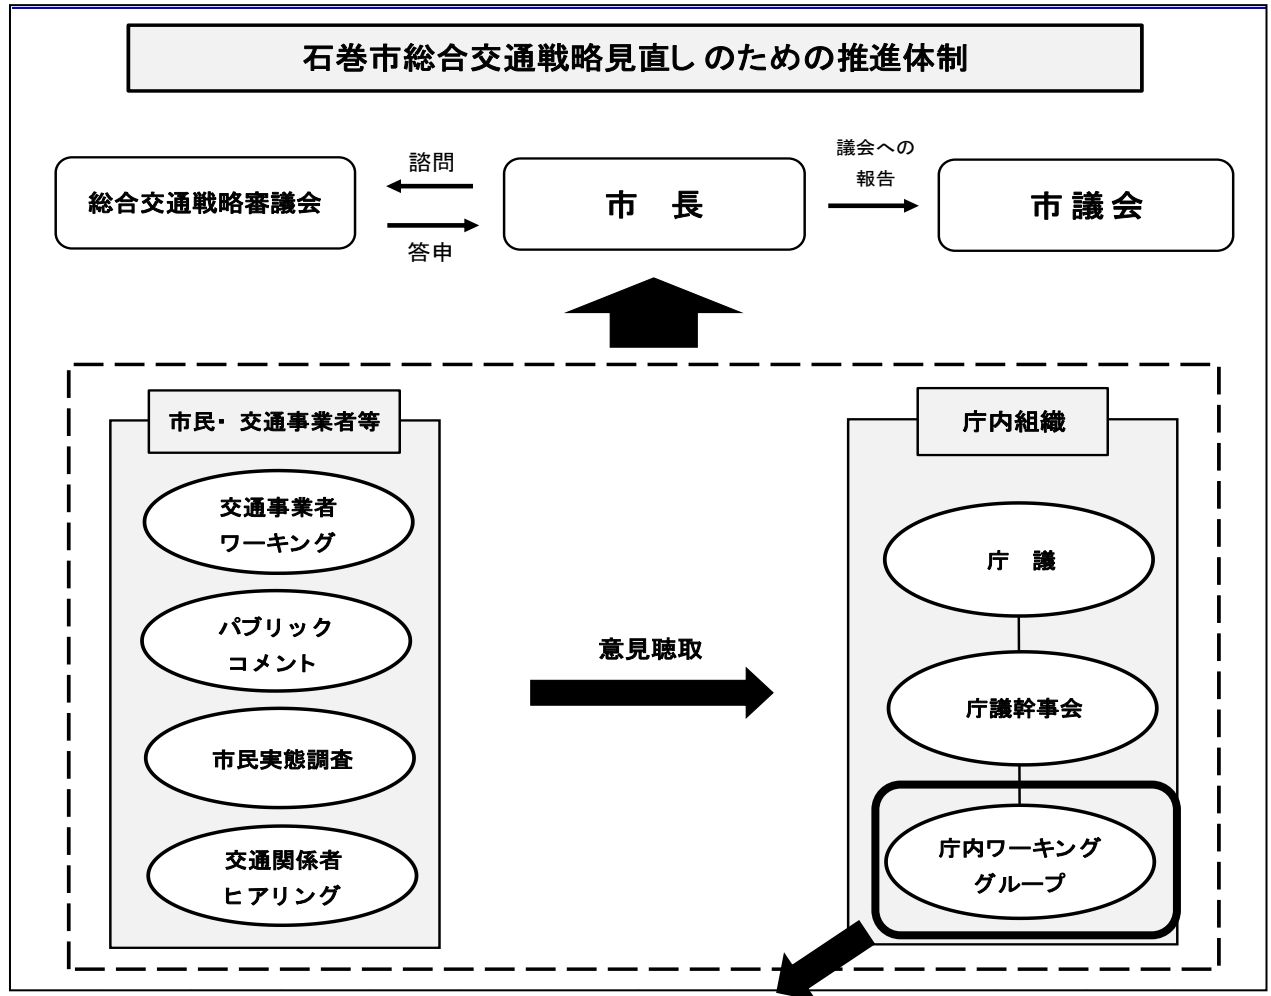 石巻市総合交通戦略見直しのための推進体制
総合交通戦略審議会
諮問
答申
市　長
議会への
報告
市議会
市民・交通事業者等
交通事業者
ワーキング
パブリック
コメント
市民実態調査
交通関係者
ヒアリング
意見聴取
庁内組織
庁　議
庁議幹事会
庁内ワーキング
グループ